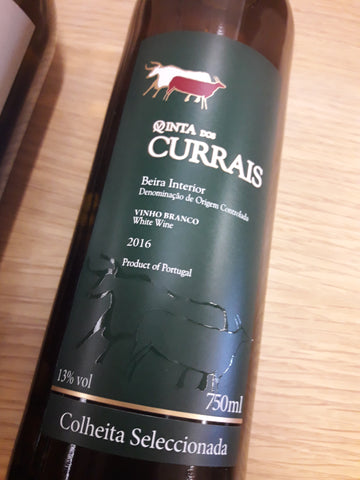 QVINTA DOS
CURRAIS
Beira Interior
Denominação de Origem Controlada
VINHO BRANCO
White Wine
2016
Product of Portugal
13% vol
750ml
Colheita Seleccionada